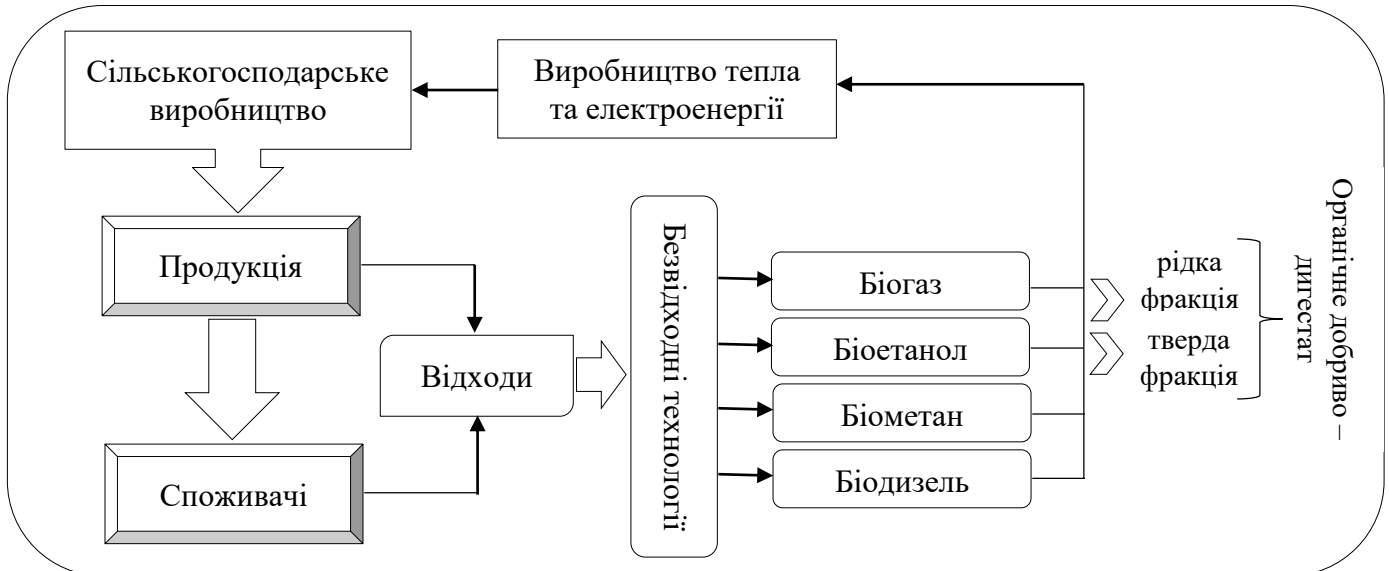 Сільськогосподарське
виробництво
Виробництво тепла
та електроенергії
Продукція
Споживачі
Відходи
Безвідходні технології
Біогаз
Біоетанол
Біометан
Біодизель
рідка
фракція
тверда
фракція
Органічне добриво –
дигестат